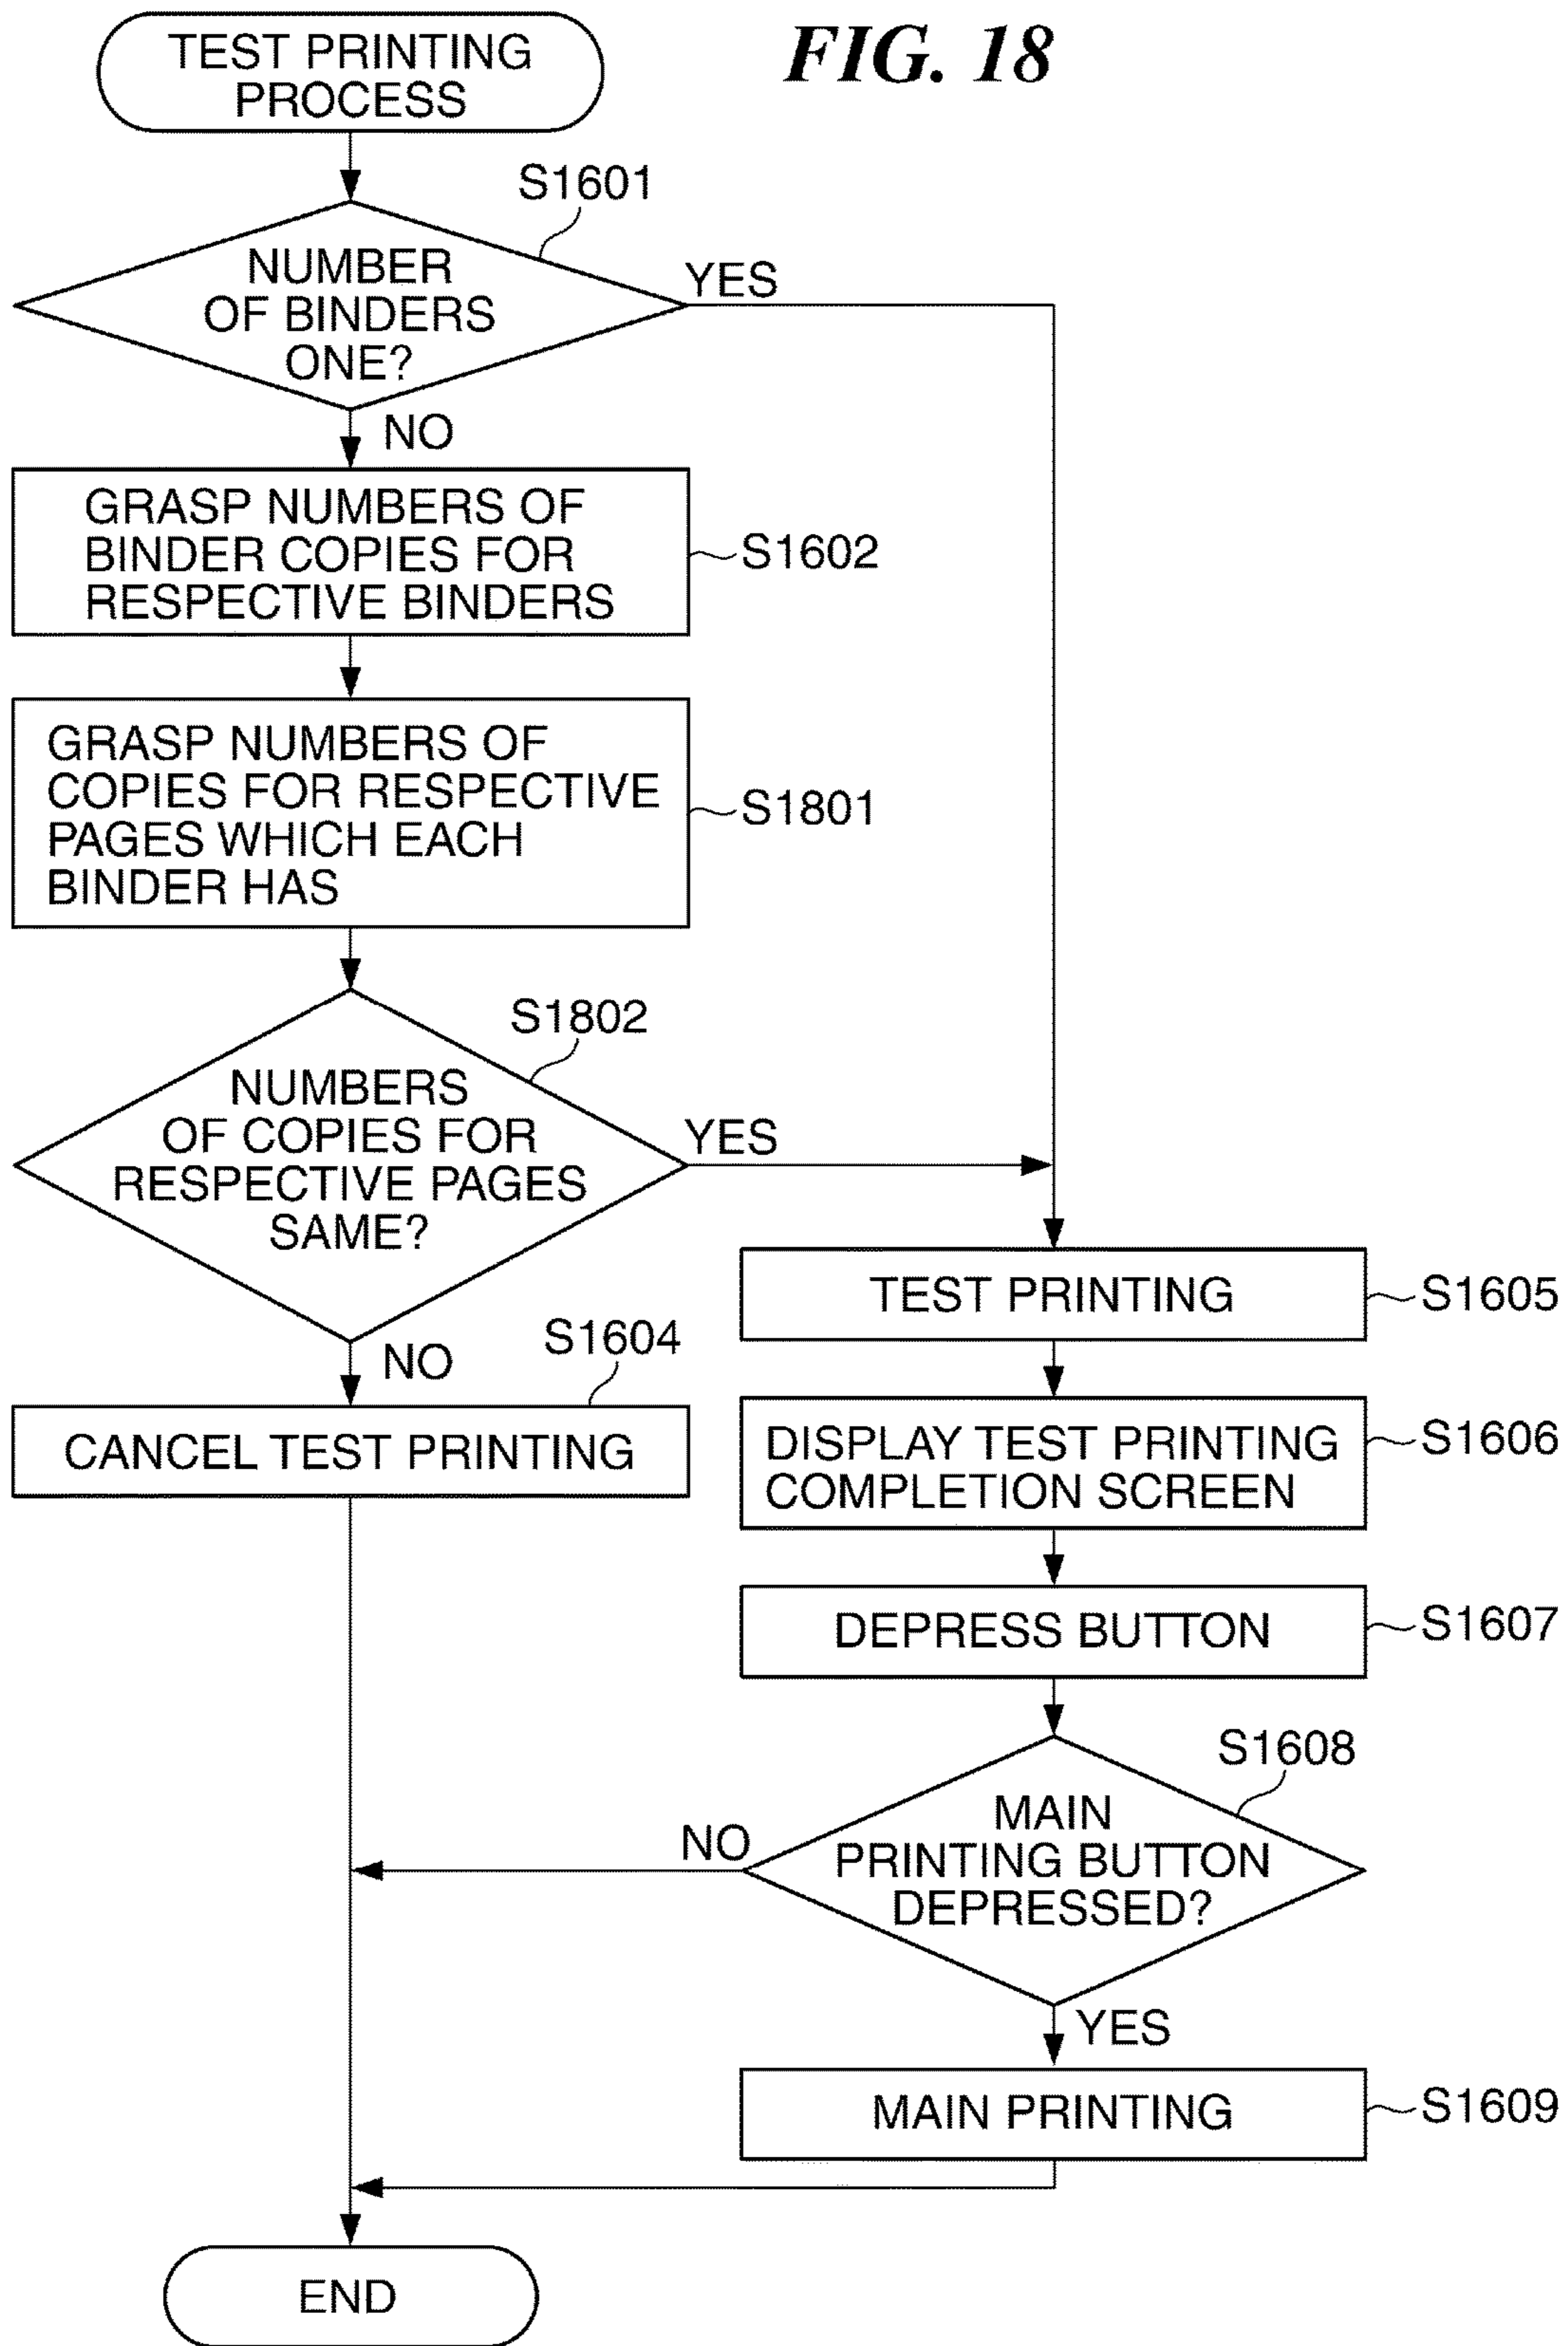 FIG. 18
TEST PRINTING
PROCESS
S1601
NUMBER
OF BINDERS
ONE?
YES
NO
GRASP NUMBERS OF
BINDER COPIES FOR
RESPECTIVE BINDERS
S1602
GRASP NUMBERS OF
COPIES FOR RESPECTIVE
PAGES WHICH EACH
BINDER HAS
S1801
S1802
NUMBERS
OF COPIES FOR
RESPECTIVE PAGES
SAME?
YES
NO
S1604
CANCEL TEST PRINTING
TEST PRINTING
S1605
DISPLAY TEST PRINTING
COMPLETION SCREEN
S1606
DEPRESS BUTTON
S1607
S1608
MAIN
PRINTING BUTTON
DEPRESSED?
NO
YES
MAIN PRINTING
S1609
END